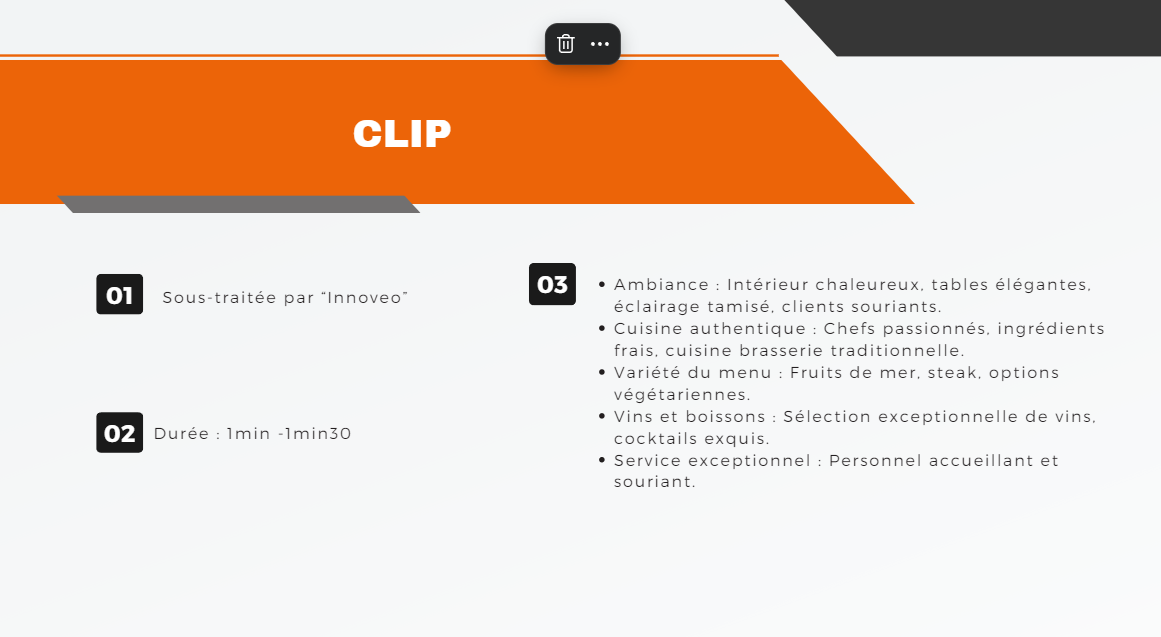 CLIP
01
Sous-traitée par “Innoveo”
02
Durée : 1min -1min30
03
• Ambiance : Intérieur chaleureux, tables élégantes,
éclairage tamisé, clients souriants.
• Cuisine authentique : Chefs passionnés, ingrédients
frais, cuisine brasserie traditionnelle.
• Variété du menu : Fruits de mer, steak, options
végétariennes.
• Vins et boissons : Sélection exceptionnelle de vins,
cocktails exquis.
• Service exceptionnel : Personnel accueillant et
souriant.